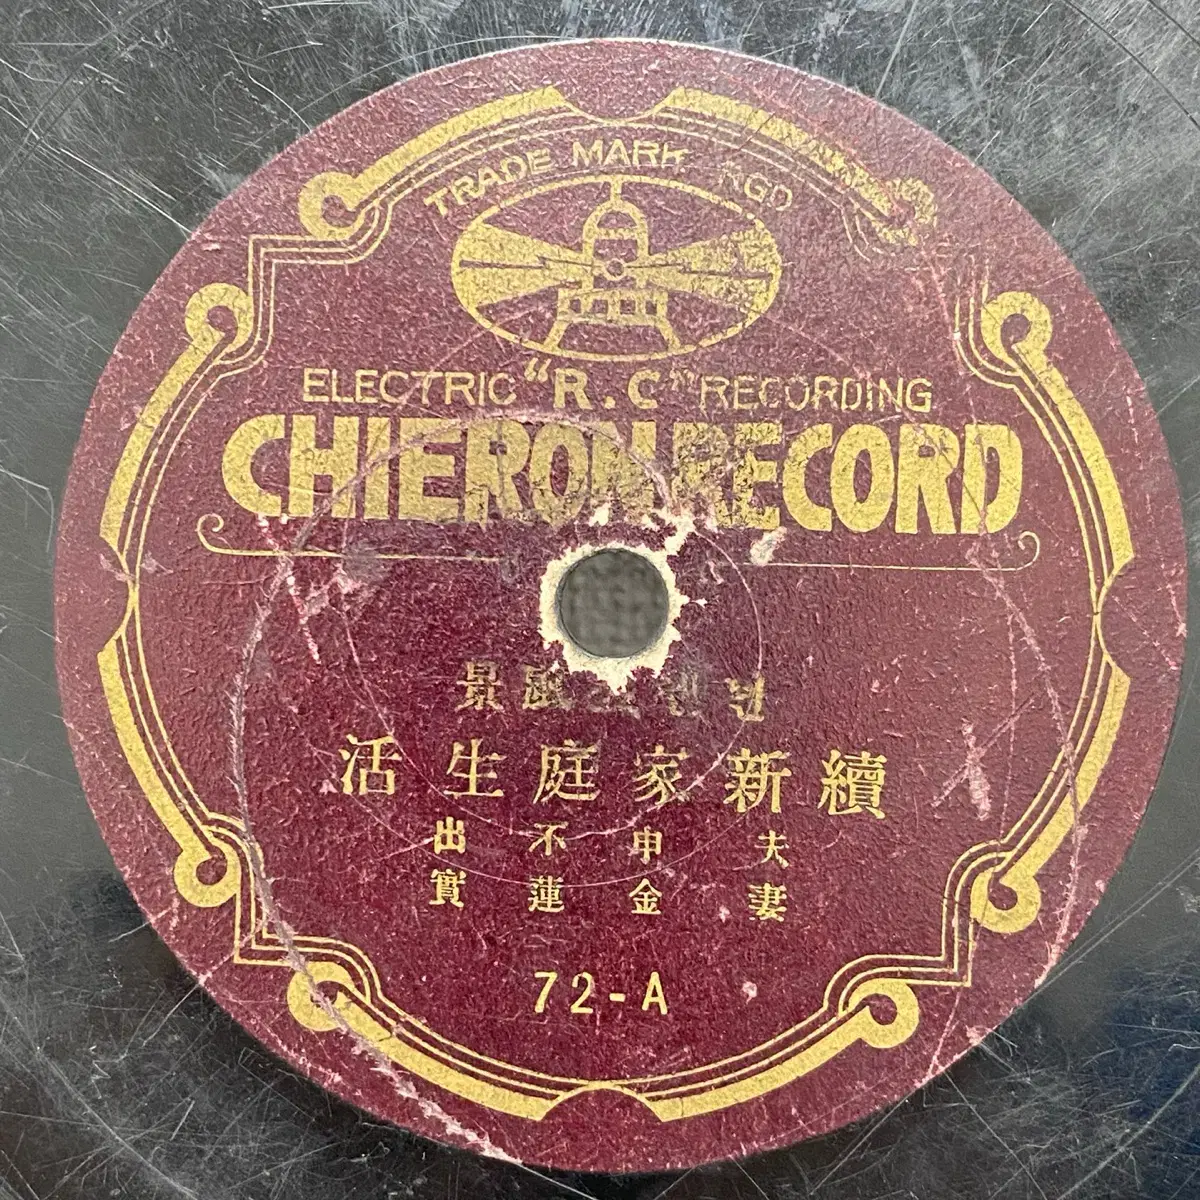 TRADE MARK RGD
ELECTRIC "R.C" RECORDING
CHIERON RECORD
景
續新家庭生活
夫 申不出
妻 金蓮實
72-A